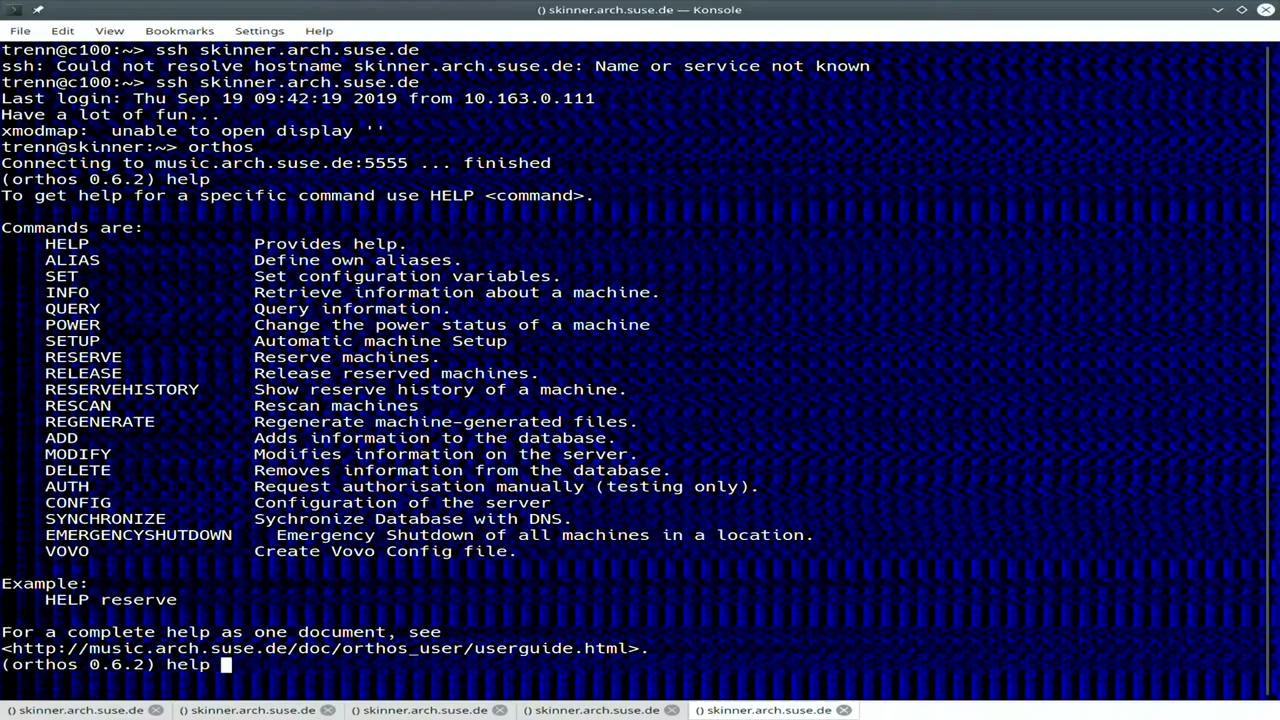 () skinner.arch.suse.de — Konsole
File Edit View Bookmarks Settings Help
trenn@c100:~> ssh skinner.arch.suse.de
ssh: Could not resolve hostname skinner.arch.suse.de: Name or service not known
trenn@c100:~> ssh skinner.arch.suse.de
Last login: Thu Sep 19 09:42:19 2019 from 10.163.0.111
Have a lot of fun...
xmodmap:  unable to open display ''
trenn@skinner:~> orthos
Connecting to music.arch.suse.de:5555 ... finished
(orthos 0.6.2) help
To get help for a specific command use HELP <command>.
Commands are:
HELP Provides help.
ALIAS Define own aliases.
SET Set configuration variables.
INFO Retrieve information about a machine.
QUERY Query information.
POWER Change the power status of a machine
SETUP Automatic machine Setup
RESERVE Reserve machines.
RELEASE Release reserved machines.
RESERVEHISTORY Show reserve history of a machine.
RESCAN Rescan machines
REGENERATE Regenerate machine-generated files.
ADD Adds information to the database.
MODIFY Modifies information on the server.
DELETE Removes information from the database.
AUTH Request authorisation manually (testing only).
CONFIG Configuration of the server
SYNCHRONIZE Sychronize Database with DNS.
EMERGENCYSHUTDOWN Emergency Shutdown of all machines in a location.
VOVO Create Vovo Config file.
Example:
HELP reserve
For a complete help as one document, see
<http://music.arch.suse.de/doc/orthos_user/userguide.html>.
(orthos 0.6.2) help
() skinner.arch.suse.de () skinner.arch.suse.de () skinner.arch.suse.de () skinner.arch.suse.de () skinner.arch.suse.de